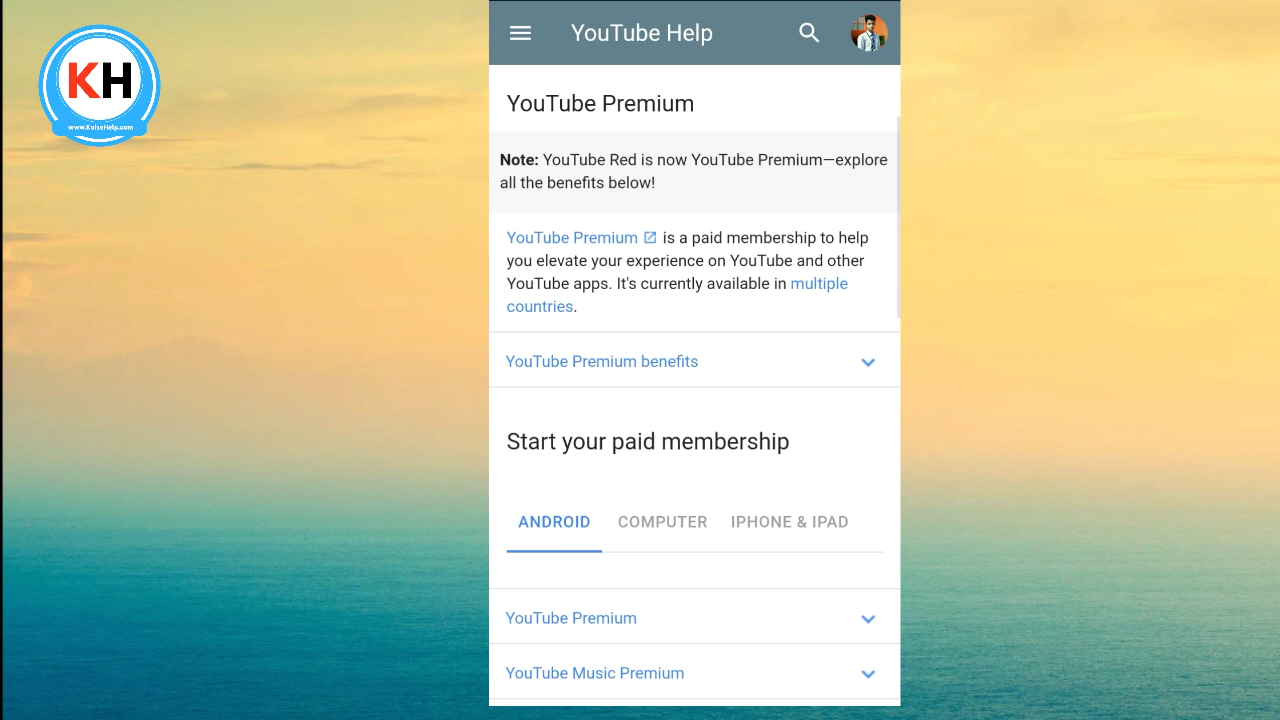 KH
www.KaiseHelp.com
YouTube Help
YouTube Premium
Note: YouTube Red is now YouTube Premium—explore
all the benefits below!
YouTube Premium is a paid membership to help
you elevate your experience on YouTube and other
YouTube apps. It's currently available in multiple
countries.
YouTube Premium benefits
Start your paid membership
ANDROID COMPUTER IPHONE & IPAD
YouTube Premium
YouTube Music Premium